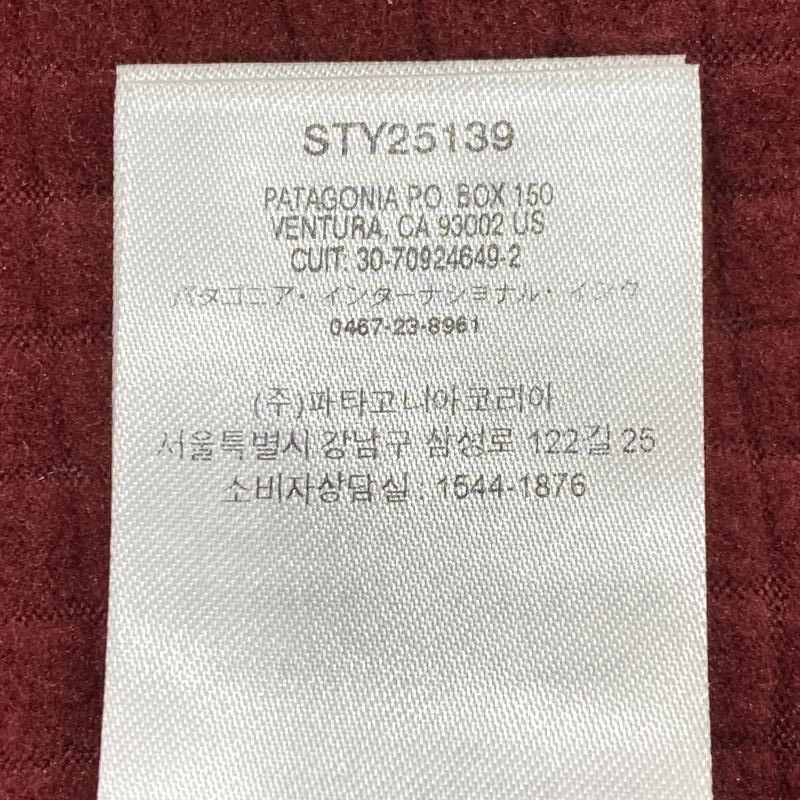 STY25139
PATAGONIA P.O. BOX 150
VENTURA, CA 93002 US
CUIT: 30-70924649-2
パタゴニア・インターナショナル・インク
0467-23-8961
(주)파타고니아코리아
서울특별시 강남구 삼성로 122길 25
소비자상담실 : 1544-1876